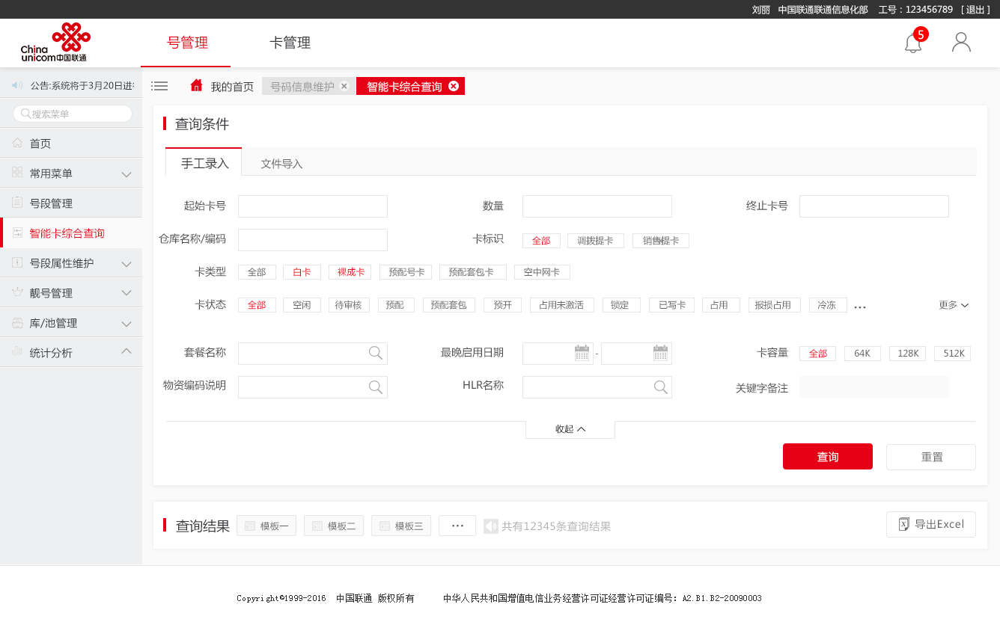 刘丽 中国联通联通信息化部 工号：123456789 [ 退出 ]
China unicom中国联通
号管理 卡管理
5
公告:系统将于3月20日进
搜索菜单
首页
常用菜单
号段管理
智能卡综合查询
号段属性维护
靓号管理
库/池管理
统计分析
我的首页 号码信息维护 智能卡综合查询
查询条件
手工录入 文件导入
起始卡号 数量 终止卡号
仓库名称/编码 卡标识 全部 调拨提卡 销售提卡
卡类型 全部 白卡 裸成卡 预配号卡 预配套包卡 空中网卡
卡状态 全部 空闲 待审核 预配 预配套包 预开 占用未激活 锁定 已写卡 占用 报损占用 冷冻 ... 更多
套餐名称 最晚启用日期 - 卡容量 全部 64K 128K 512K
物资编码说明 HLR名称 关键字备注
收起
查询 重置
查询结果 模板一 模板二 模板三 ... 共有12345条查询结果 导出Excel
Copyright©1999-2016 中国联通 版权所有 中华人民共和国增值电信业务经营许可证经营许可证编号：A2.B1.B2-20090003